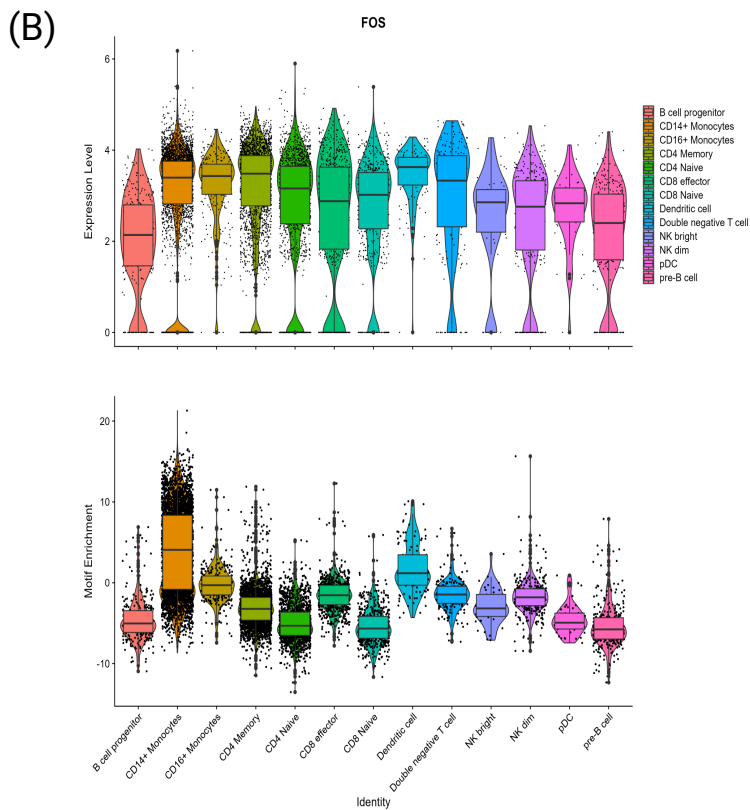 (B)
FOS
6
4
2
0
Expression Level
B cell progenitor
CD14+ Monocytes
CD16+ Monocytes
CD4 Memory
CD4 Naive
CD8 effector
CD8 Naive
Dendritic cell
Double negative T cell
NK bright
NK dim
pDC
pre-B cell
20
10
0
-10
Motif Enrichment
B cell progenitor
CD14+ Monocytes
CD16+ Monocytes
CD4 Memory
CD4 Naive
CD8 effector
CD8 Naive
Dendritic cell
Double negative T cell
NK bright
NK dim
pDC
pre-B cell
Identity